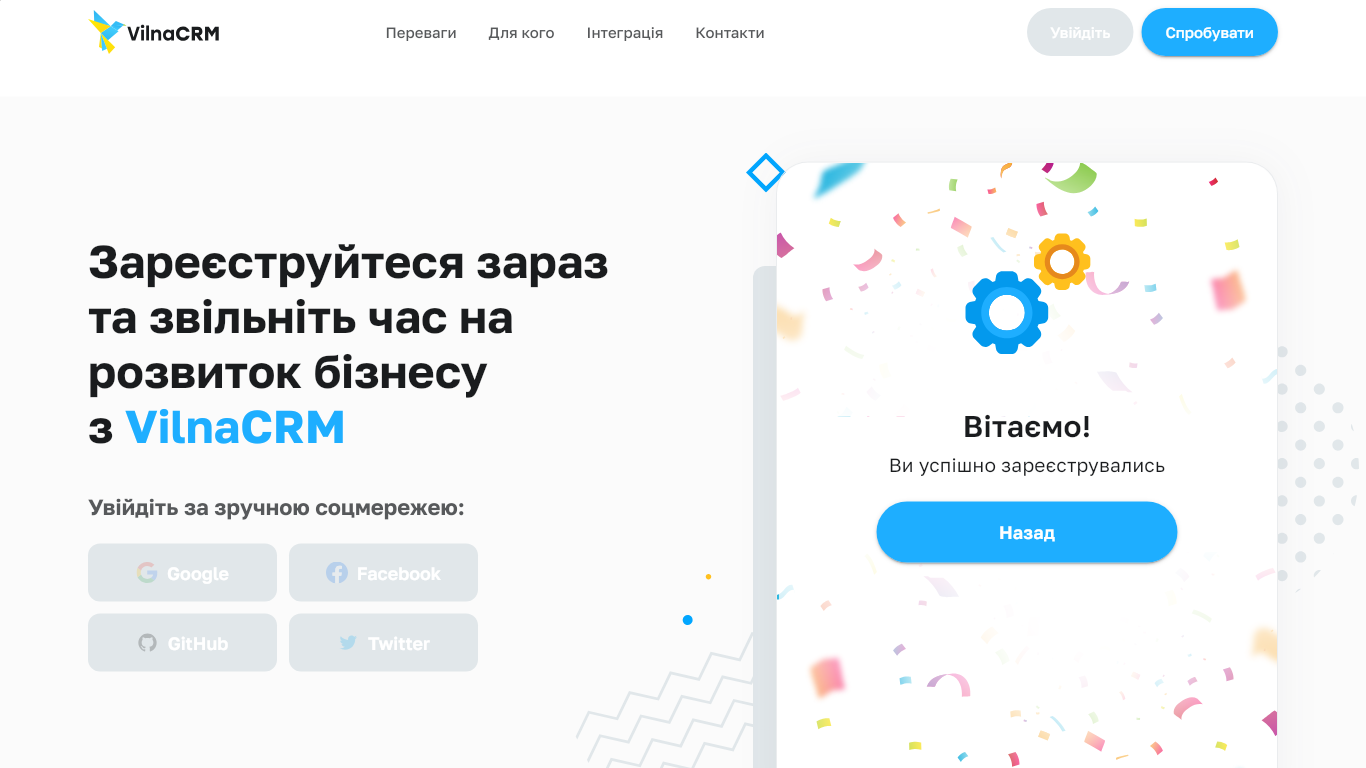 VilnaCRM
Переваги
Для кого
Інтеграція
Контакти
Увійдіть
Спробувати
Зареєструйтеся зараз
та звільніть час на
розвиток бізнесу
з VilnaCRM
Увійдіть за зручною соцмережею:
Google
Facebook
GitHub
Twitter
Вітаємо!
Ви успішно зареєструвались
Назад